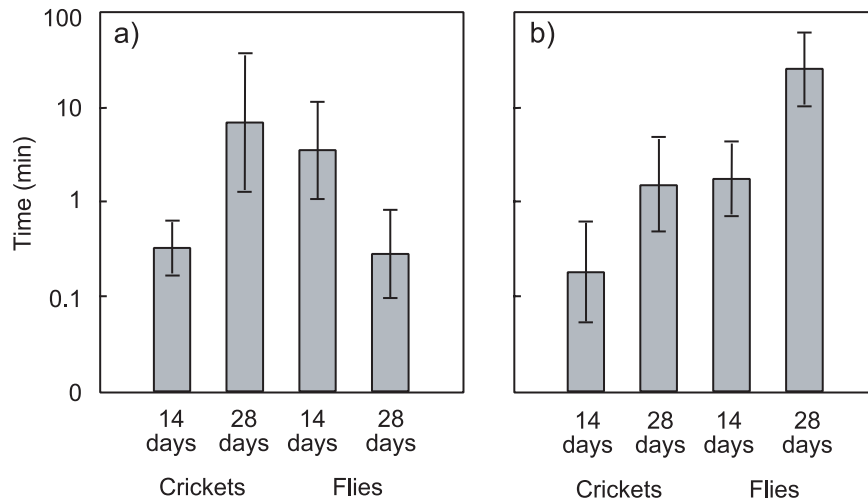 Time (min)
100
10
1
0.1
0
a)
14
days
28
days
14
days
28
days
Crickets
Flies
b)
14
days
28
days
14
days
28
days
Crickets
Flies